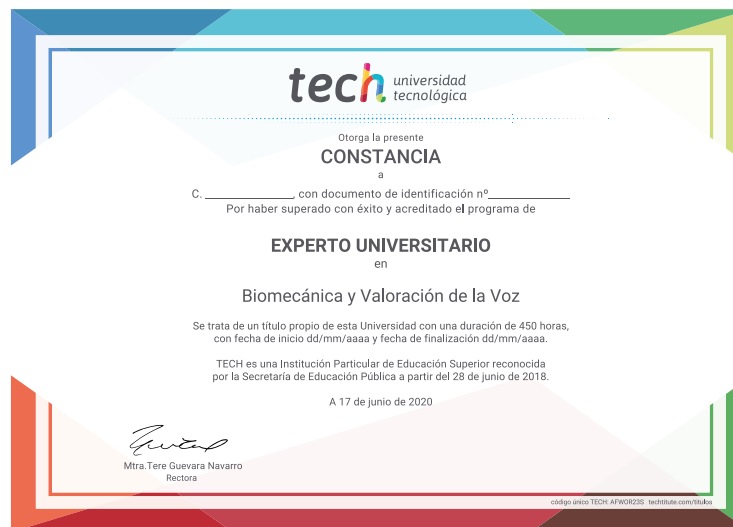 tech universidad
tecnológica
Otorga la presente
CONSTANCIA
a
C. ______________, con documento de identificación nº______________
Por haber superado con éxito y acreditado el programa de
EXPERTO UNIVERSITARIO
en
Biomecánica y Valoración de la Voz
Se trata de un título propio de esta Universidad con una duración de 450 horas,
con fecha de inicio dd/mm/aaaa y fecha de finalización dd/mm/aaaa.
TECH es una Institución Particular de Educación Superior reconocida
por la Secretaría de Educación Pública a partir del 28 de junio de 2018.
A 17 de junio de 2020
Mtra.Tere Guevara Navarro
Rectora
código único TECH: AFWOR23S techtitute.com/titulos